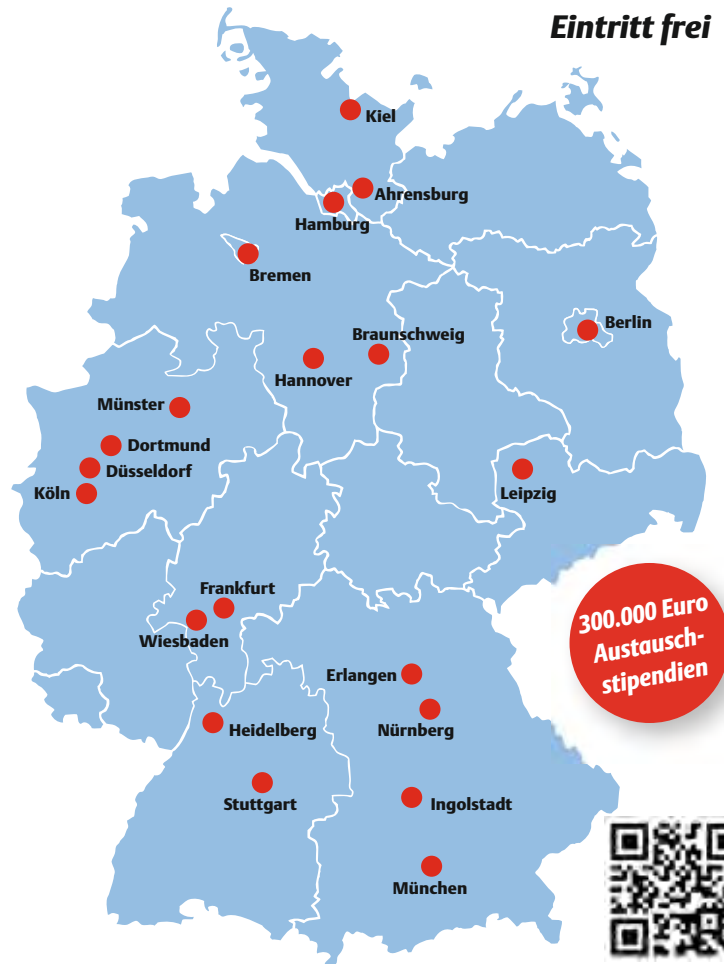 Eintritt frei
Kiel
Ahrensburg
Hamburg
Bremen
Berlin
Braunschweig
Hannover
Münster
Dortmund
Düsseldorf
Köln
Leipzig
Frankfurt
Wiesbaden
300.000 Euro
Austausch-
stipendien
Erlangen
Nürnberg
Heidelberg
Stuttgart
Ingolstadt
München